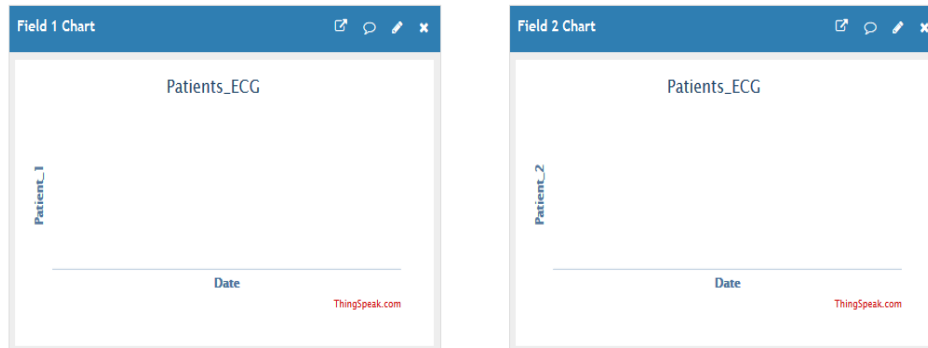 Field 1 Chart
Patients_ECG
Patient_1
Date
ThingSpeak.com
Field 2 Chart
Patients_ECG
Patient_2
Date
ThingSpeak.com